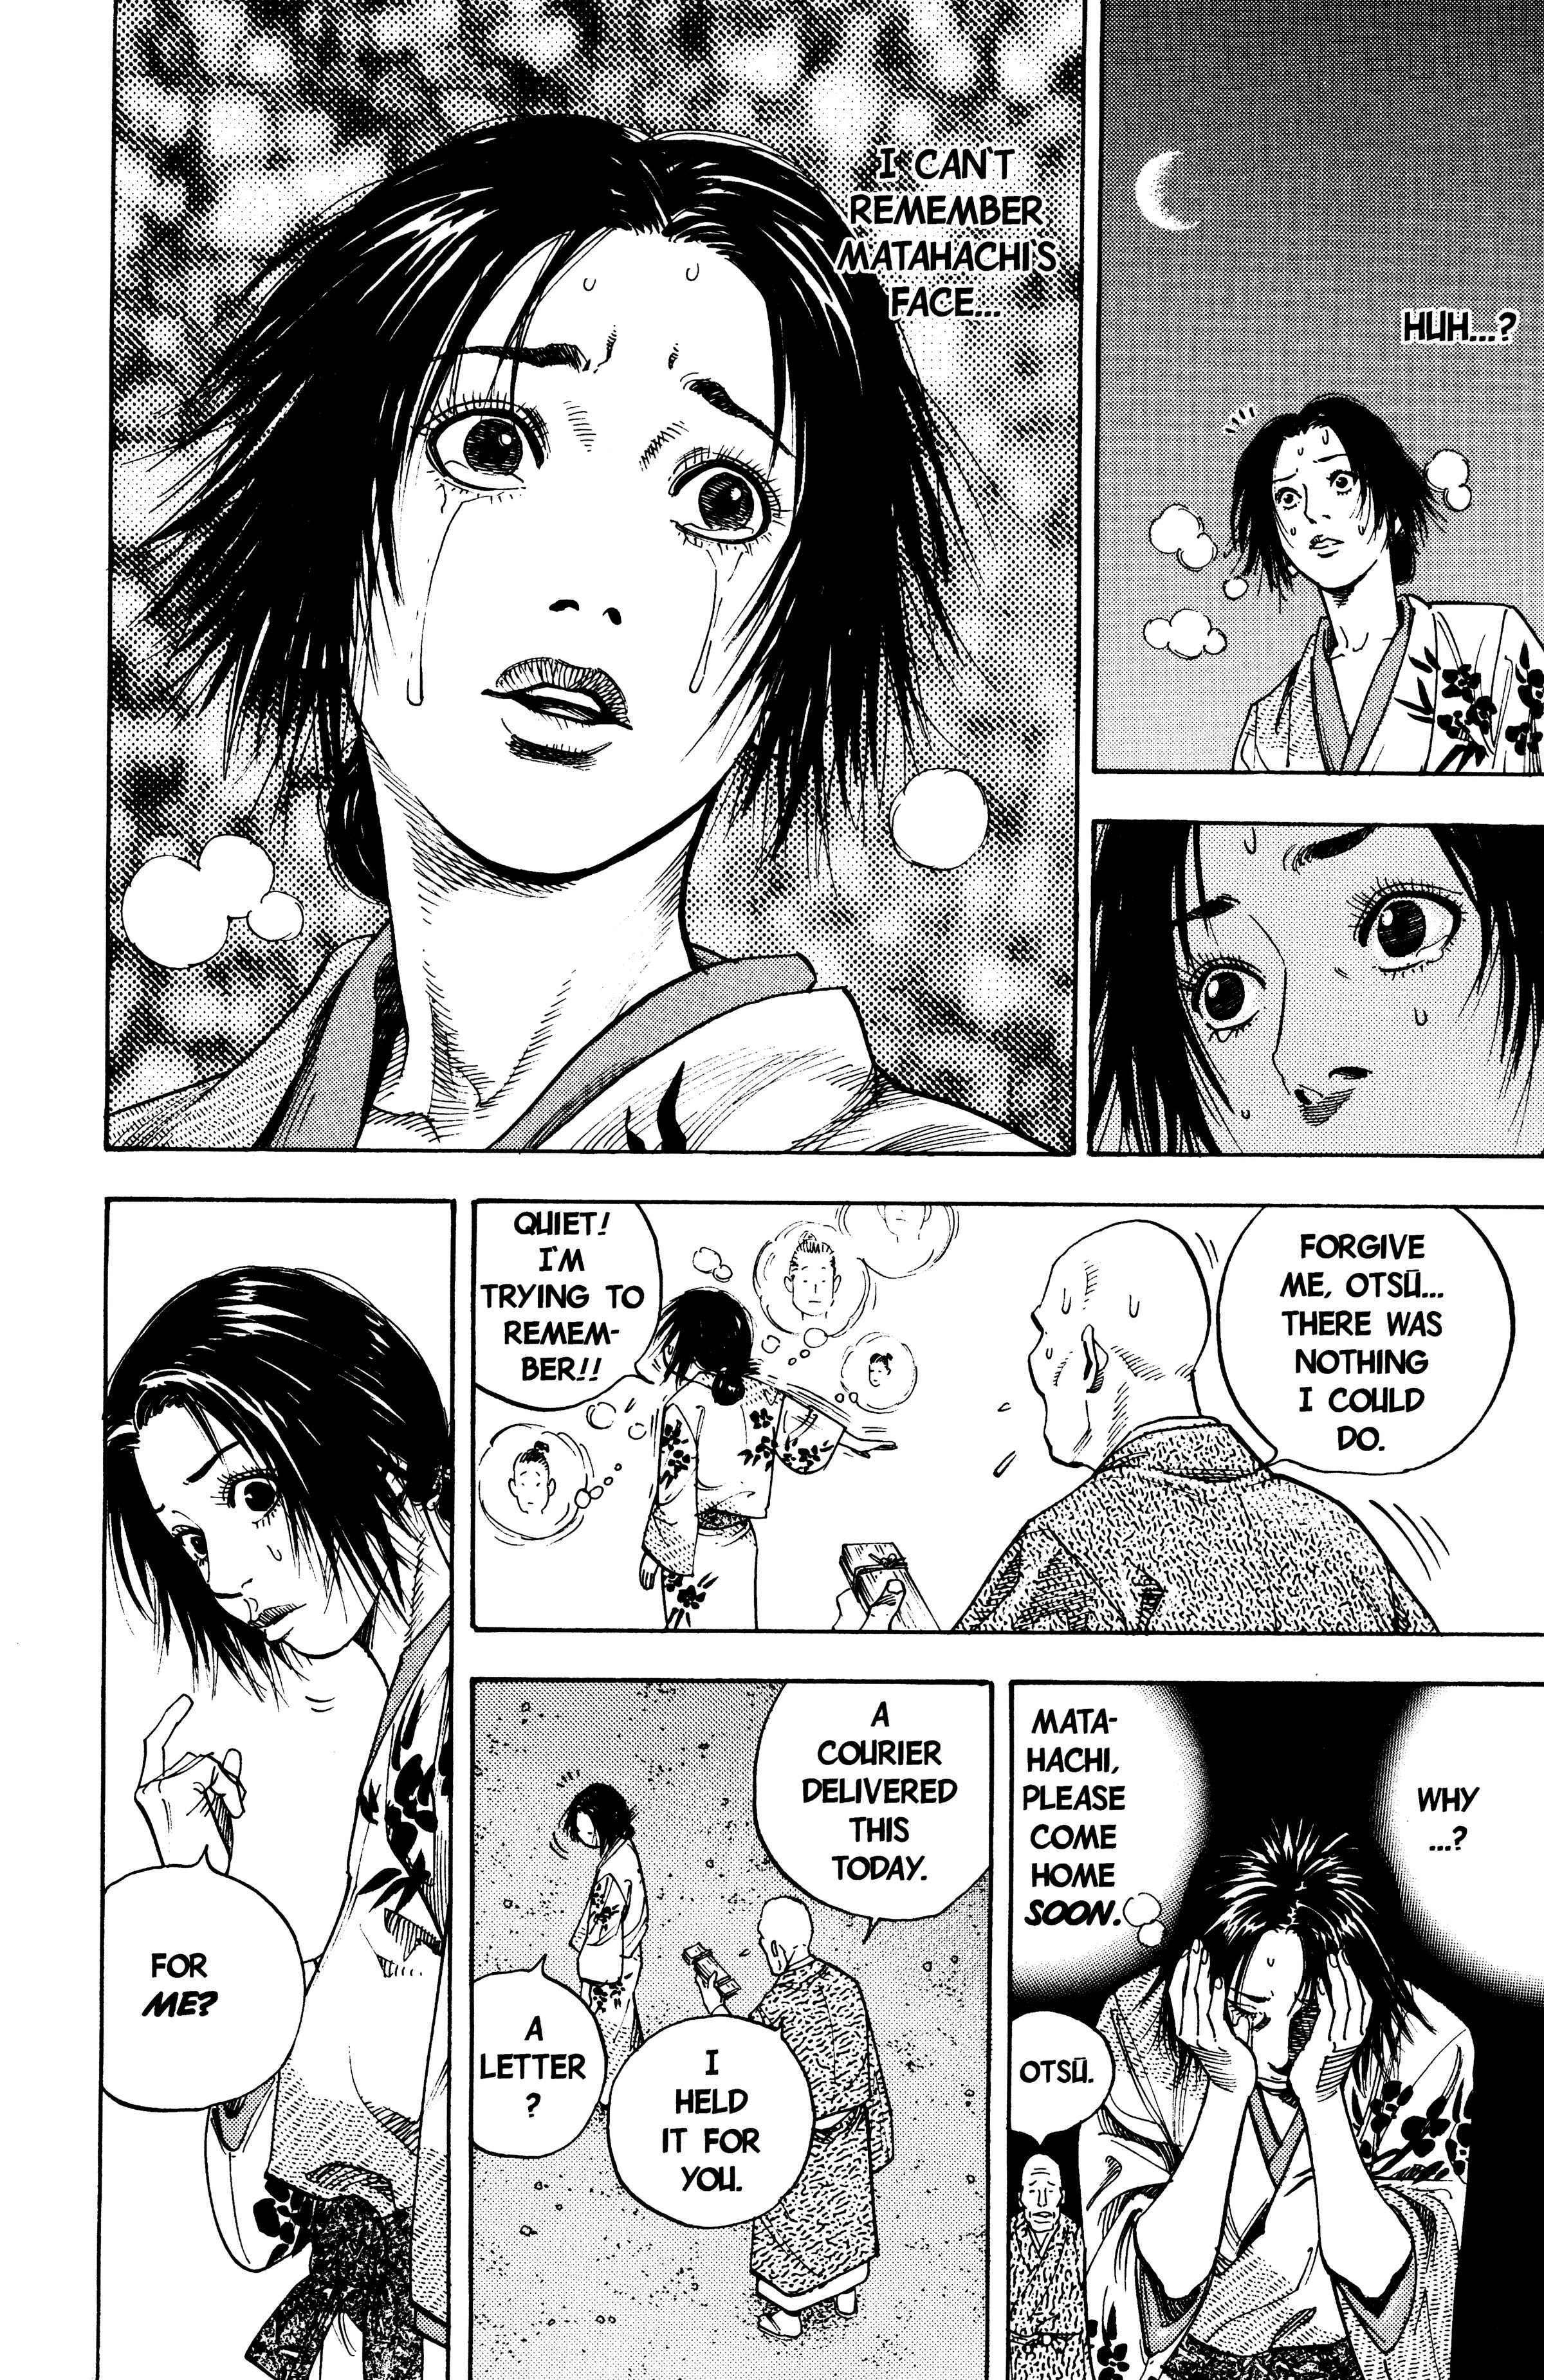 HUH...?
I CAN'T
REMEMBER
MATAHACHI'S
FACE...
FORGIVE
ME, OTSŪ...
THERE WAS
NOTHING
I COULD
DO.
QUIET!
I'M
TRYING TO
REMEM-
BER!!
WHY
...?
MATA-
HACHI,
PLEASE
COME
HOME
SOON.
OTSŪ.
A
COURIER
DELIVERED
THIS
TODAY.
I
HELD
IT FOR
YOU.
A
LETTER
?
FOR
ME?